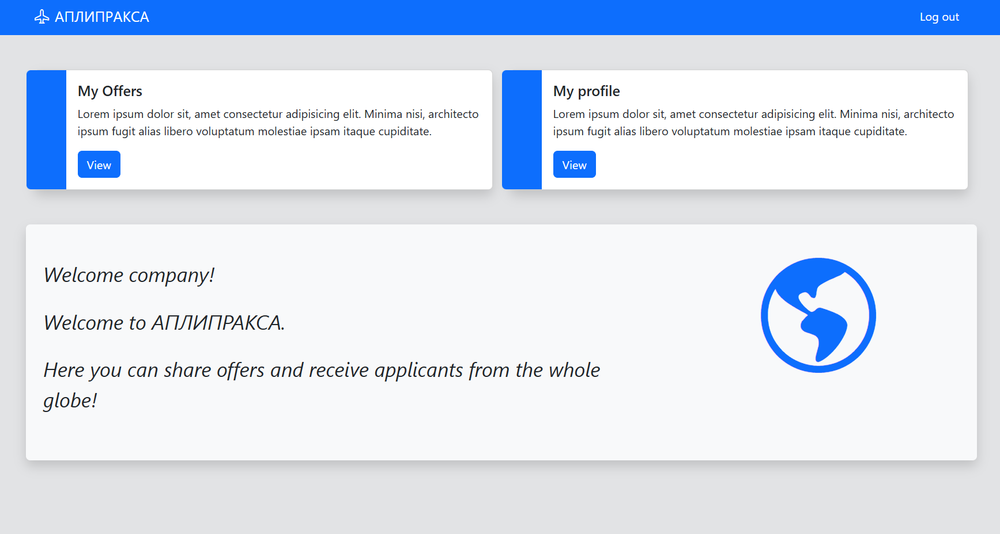 АПЛИПРАКСА
Log out
My Offers
Lorem ipsum dolor sit, amet consectetur adipisicing elit. Minima nisi, architecto
ipsum fugit alias libero voluptatum molestiae ipsam itaque cupiditate.
View
My profile
Lorem ipsum dolor sit, amet consectetur adipisicing elit. Minima nisi, architecto
ipsum fugit alias libero voluptatum molestiae ipsam itaque cupiditate.
View
Welcome company!
Welcome to АПЛИПРАКСА.
Here you can share offers and receive applicants from the whole
globe!